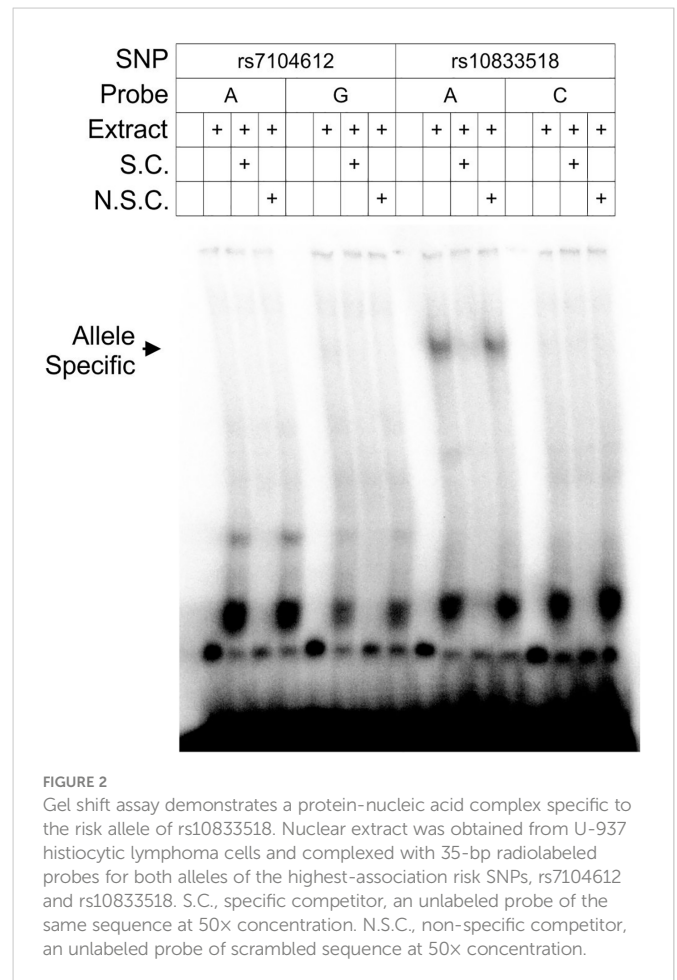 SNP rs7104612 rs10833518
Probe A G A C
Extract + + + + + + + + + + + +
S.C. + + + +
N.S.C. + + + +
Allele
Specific
FIGURE 2
Gel shift assay demonstrates a protein-nucleic acid complex specific to
the risk allele of rs10833518. Nuclear extract was obtained from U-937
histiocytic lymphoma cells and complexed with 35-bp radiolabeled
probes for both alleles of the highest-association risk SNPs, rs7104612
and rs10833518. S.C., specific competitor, an unlabeled probe of the
same sequence at 50× concentration. N.S.C., non-specific competitor,
an unlabeled probe of scrambled sequence at 50× concentration.